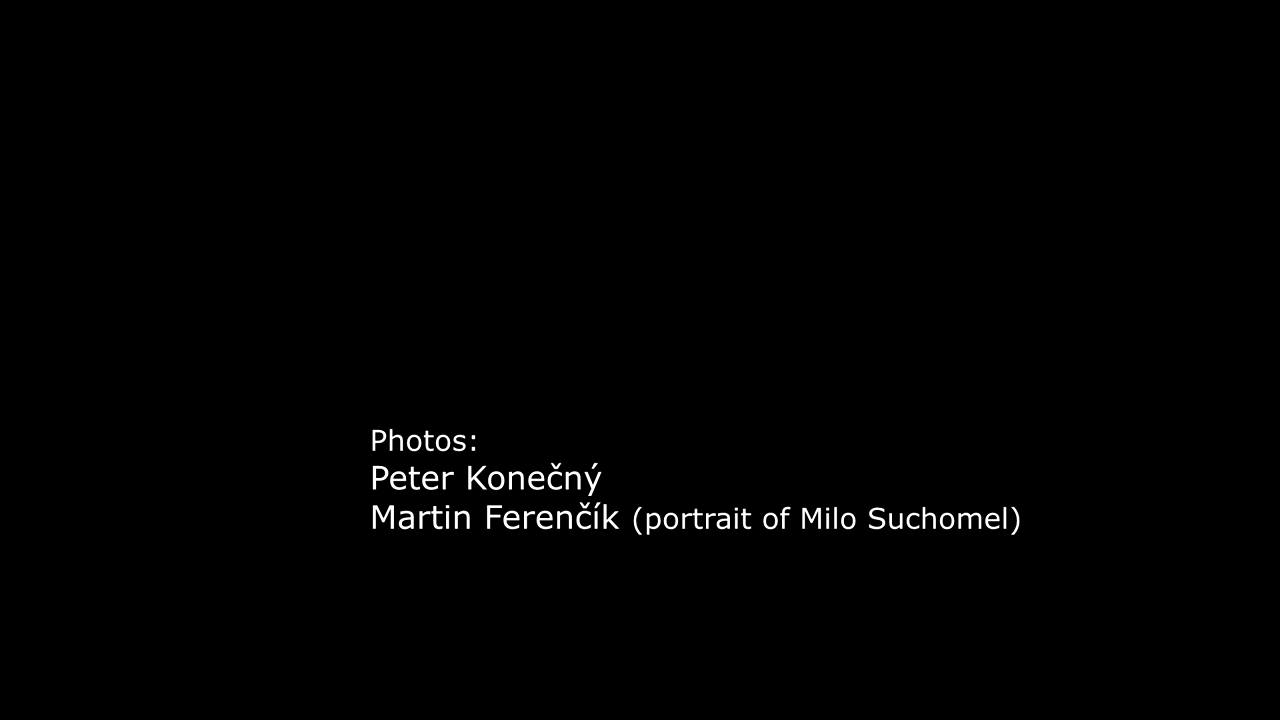 Photos:
Peter Konečný
Martin Ferenčík (portrait of Milo Suchomel)